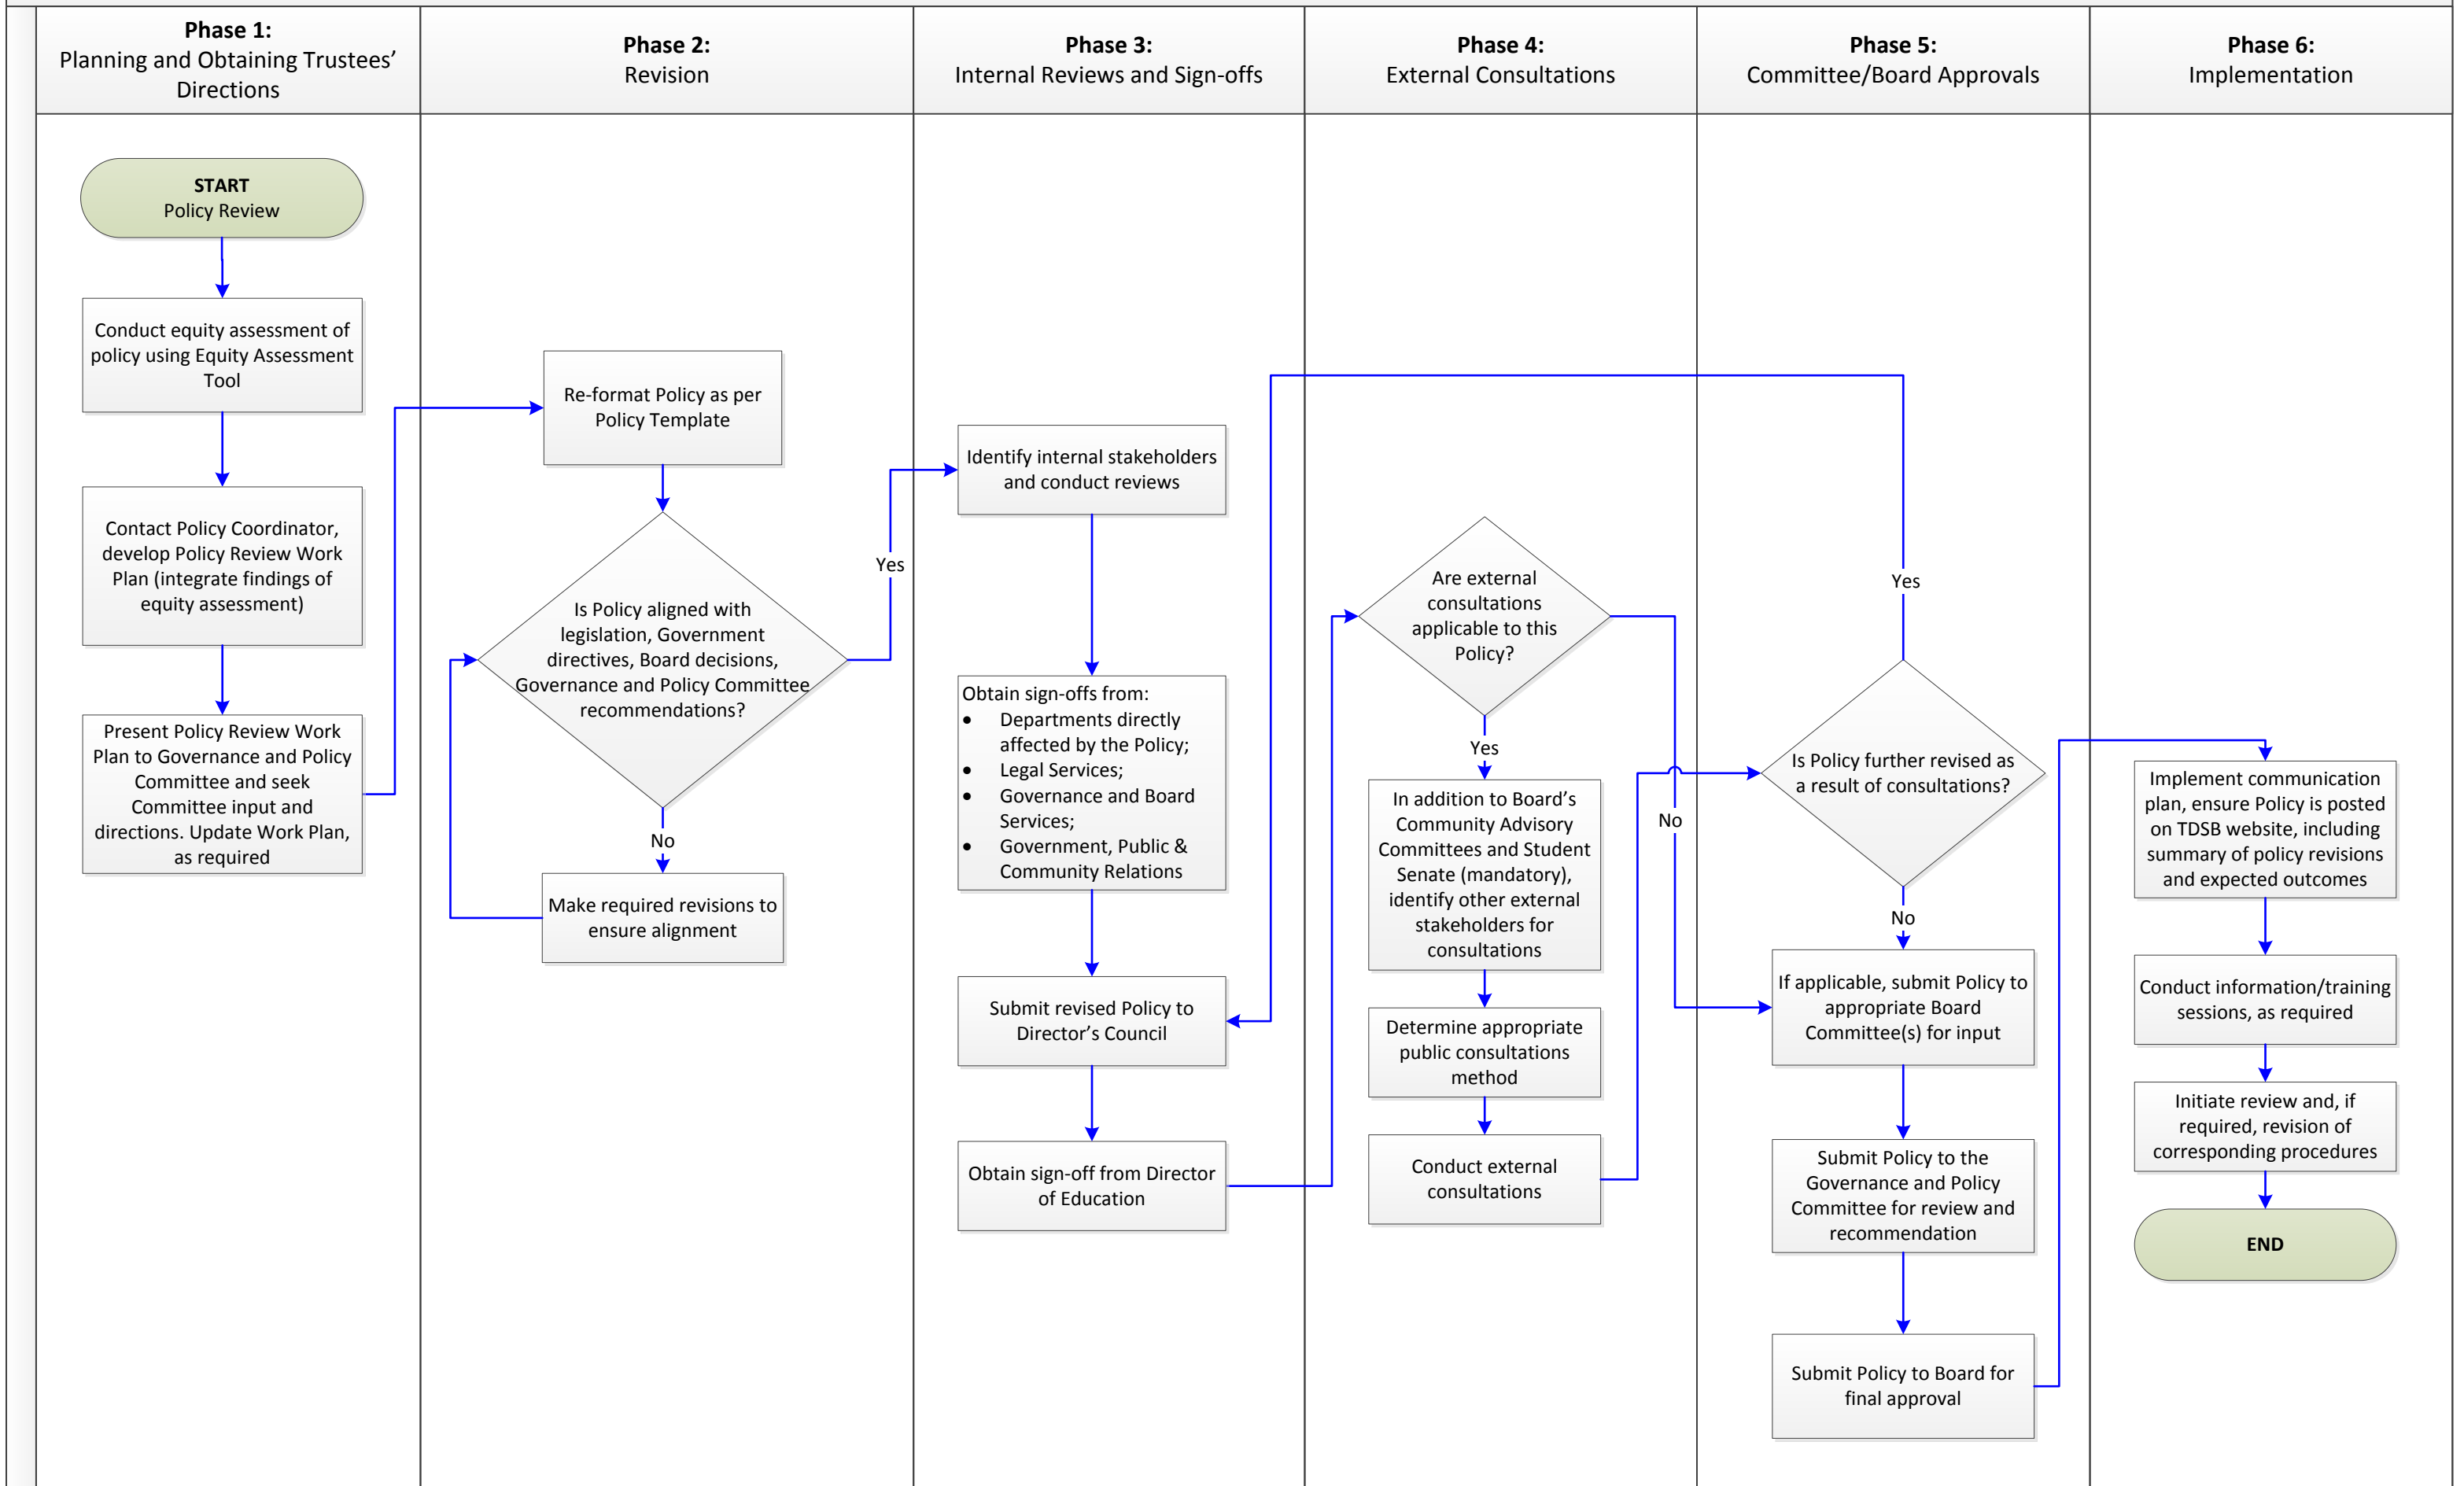 Phase 1:
Planning and Obtaining Trustees’
Directions
Phase 2:
Revision
Phase 3:
Internal Reviews and Sign-offs
Phase 4:
External Consultations
Phase 5:
Committee/Board Approvals
Phase 6:
Implementation
START
Policy Review
Conduct equity assessment of
policy using Equity Assessment
Tool
Contact Policy Coordinator,
develop Policy Review Work
Plan (integrate findings of
equity assessment)
Present Policy Review Work
Plan to Governance and Policy
Committee and seek
Committee input and
directions. Update Work Plan,
as required
Re-format Policy as per
Policy Template
Is Policy aligned with
legislation, Government
directives, Board decisions,
Governance and Policy Committee
recommendations?
Yes
No
Make required revisions to
ensure alignment
Identify internal stakeholders
and conduct reviews
Obtain sign-offs from:
• Departments directly
affected by the Policy;
• Legal Services;
• Governance and Board
Services;
• Government, Public &
Community Relations
Submit revised Policy to
Director’s Council
Obtain sign-off from Director
of Education
Are external
consultations
applicable to this
Policy?
Yes
No
In addition to Board’s
Community Advisory
Committees and Student
Senate (mandatory),
identify other external
stakeholders for
consultations
Determine appropriate
public consultations
method
Conduct external
consultations
Yes
Is Policy further revised as
a result of consultations?
No
If applicable, submit Policy to
appropriate Board
Committee(s) for input
Submit Policy to the
Governance and Policy
Committee for review and
recommendation
Submit Policy to Board for
final approval
Implement communication
plan, ensure Policy is posted
on TDSB website, including
summary of policy revisions
and expected outcomes
Conduct information/training
sessions, as required
Initiate review and, if
required, revision of
corresponding procedures
END